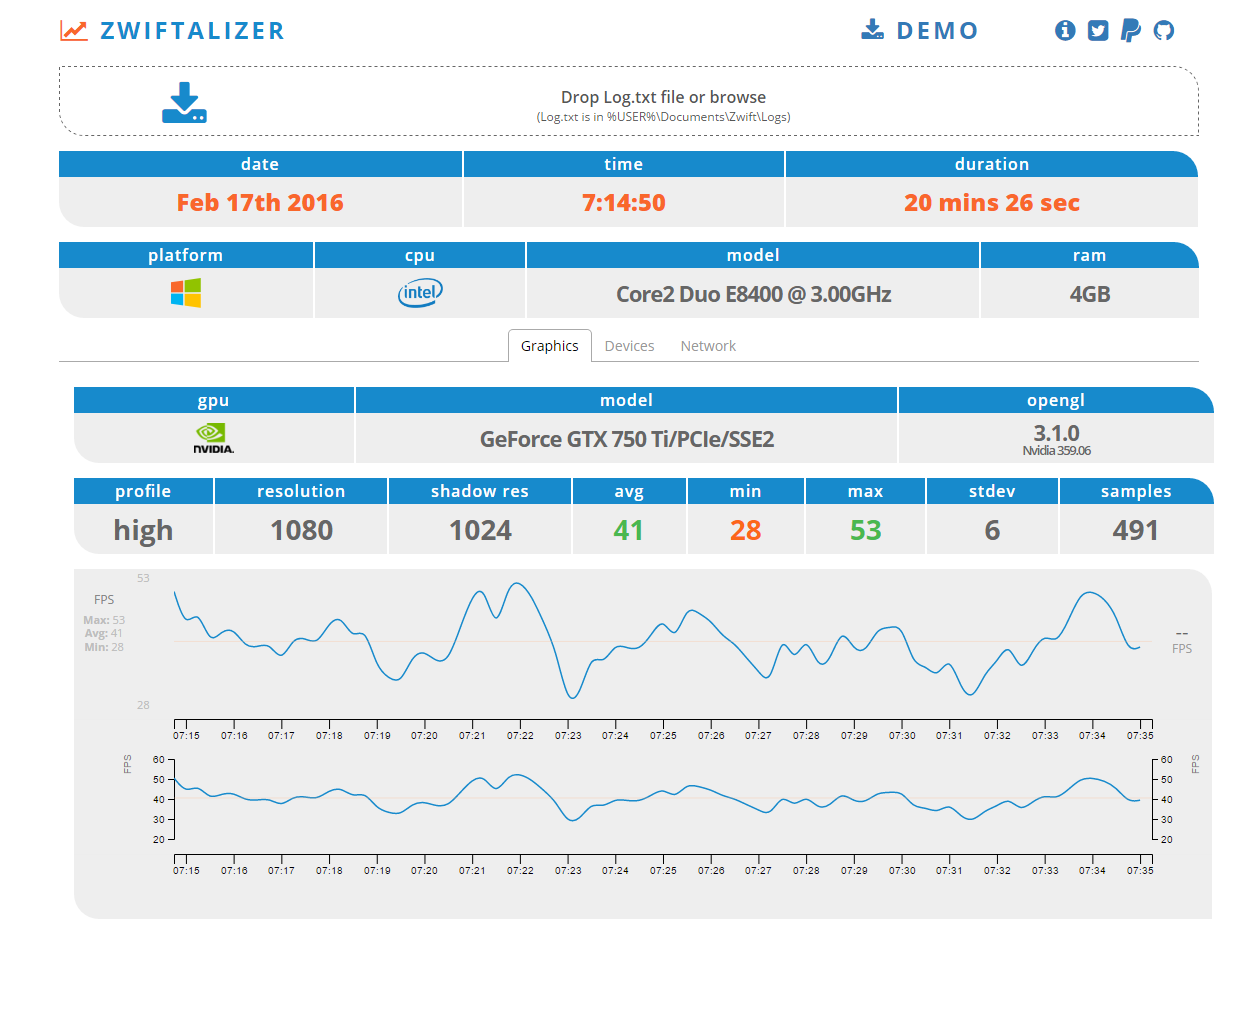 ZWIFTALIZER DEMO
Drop Log.txt file or browse
(Log.txt is in %USER%\Documents\Zwift\Logs)
date time duration
Feb 17th 2016 7:14:50 20 mins 26 sec
platform cpu model ram
intel Core2 Duo E8400 @ 3.00GHz 4GB
Graphics Devices Network
gpu model opengl
NVIDIA. GeForce GTX 750 Ti/PCIe/SSE2 3.1.0
Nvidia 359.06
profile resolution shadow res avg min max stdev samples
high 1080 1024 41 28 53 6 491
53
FPS
Max: 53
Avg: 41
Min: 28
--
FPS
28
07:15 07:16 07:17 07:18 07:19 07:20 07:21 07:22 07:23 07:24 07:25 07:26 07:27 07:28 07:29 07:30 07:31 07:32 07:33 07:34 07:35
FPS 60 60 FPS
50 50
40 40
30 30
20 20
07:15 07:16 07:17 07:18 07:19 07:20 07:21 07:22 07:23 07:24 07:25 07:26 07:27 07:28 07:29 07:30 07:31 07:32 07:33 07:34 07:35